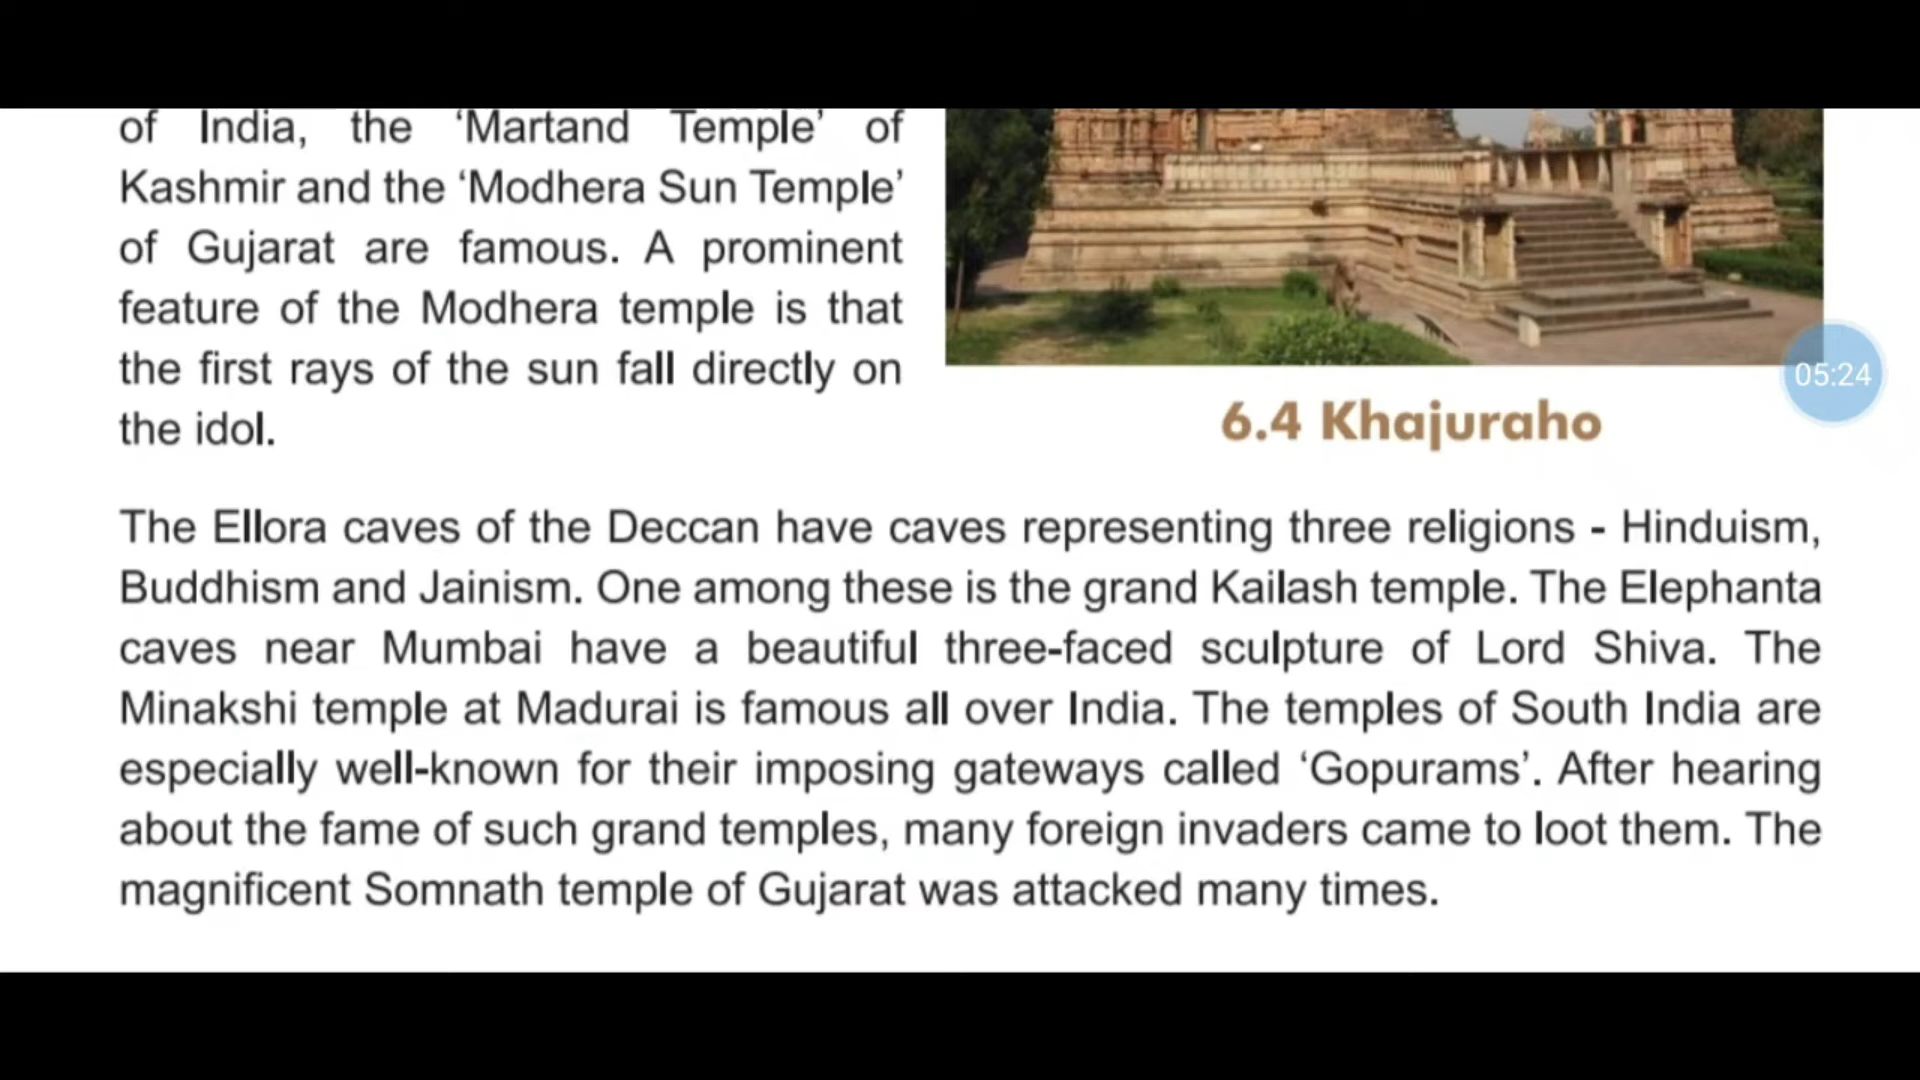 of India, the ‘Martand Temple’ of
Kashmir and the ‘Modhera Sun Temple’
of Gujarat are famous. A prominent
feature of the Modhera temple is that
the first rays of the sun fall directly on
the idol.
05:24
6.4 Khajuraho
The Ellora caves of the Deccan have caves representing three religions - Hinduism,
Buddhism and Jainism. One among these is the grand Kailash temple. The Elephanta
caves near Mumbai have a beautiful three-faced sculpture of Lord Shiva. The
Minakshi temple at Madurai is famous all over India. The temples of South India are
especially well-known for their imposing gateways called ‘Gopurams’. After hearing
about the fame of such grand temples, many foreign invaders came to loot them. The
magnificent Somnath temple of Gujarat was attacked many times.